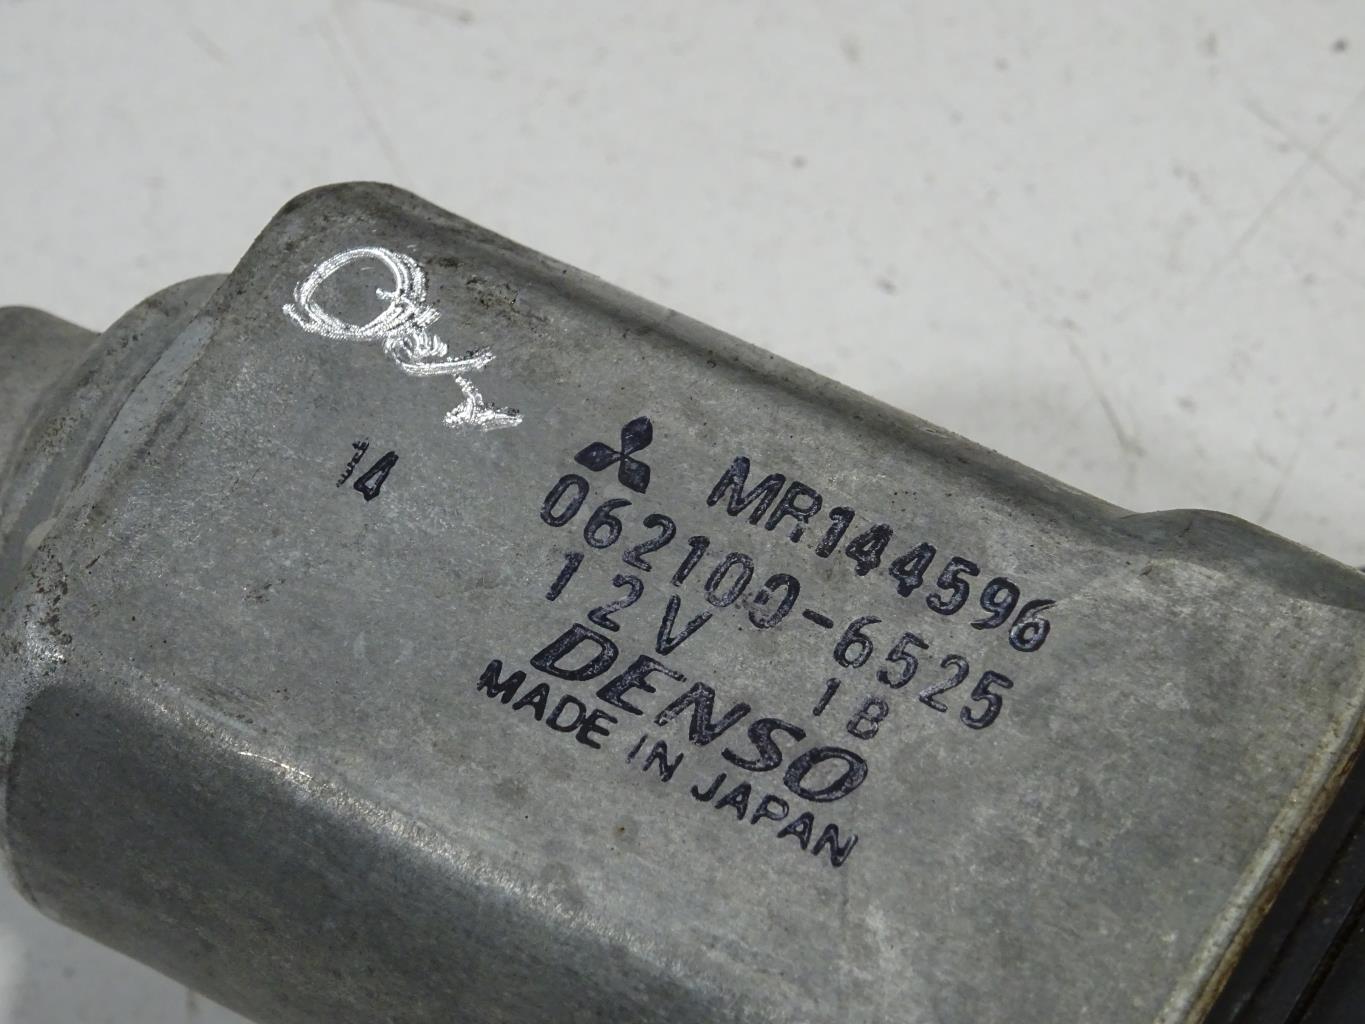 14
MR144596
062100-6525
12V 1B
DENSO
MADE IN JAPAN